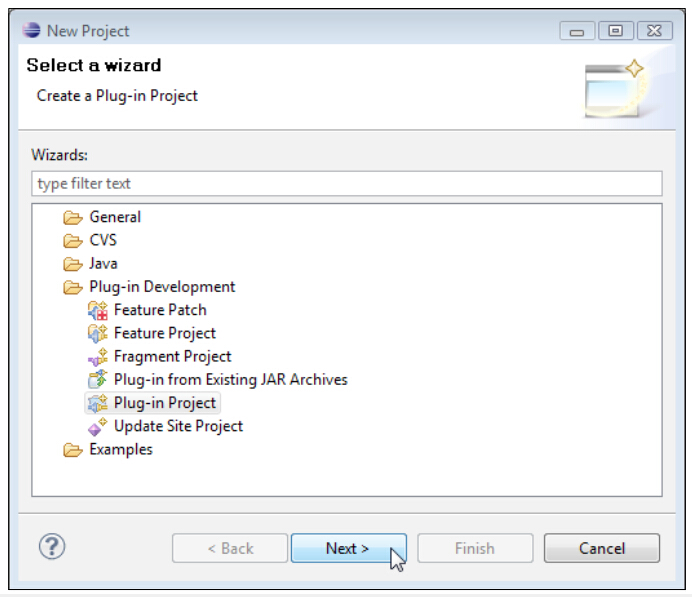 New Project
Select a wizard
Create a Plug-in Project
Wizards:
type filter text
General
CVS
Java
Plug-in Development
Feature Patch
Feature Project
Fragment Project
Plug-in from Existing JAR Archives
Plug-in Project
Update Site Project
Examples
? < Back Next > Finish Cancel